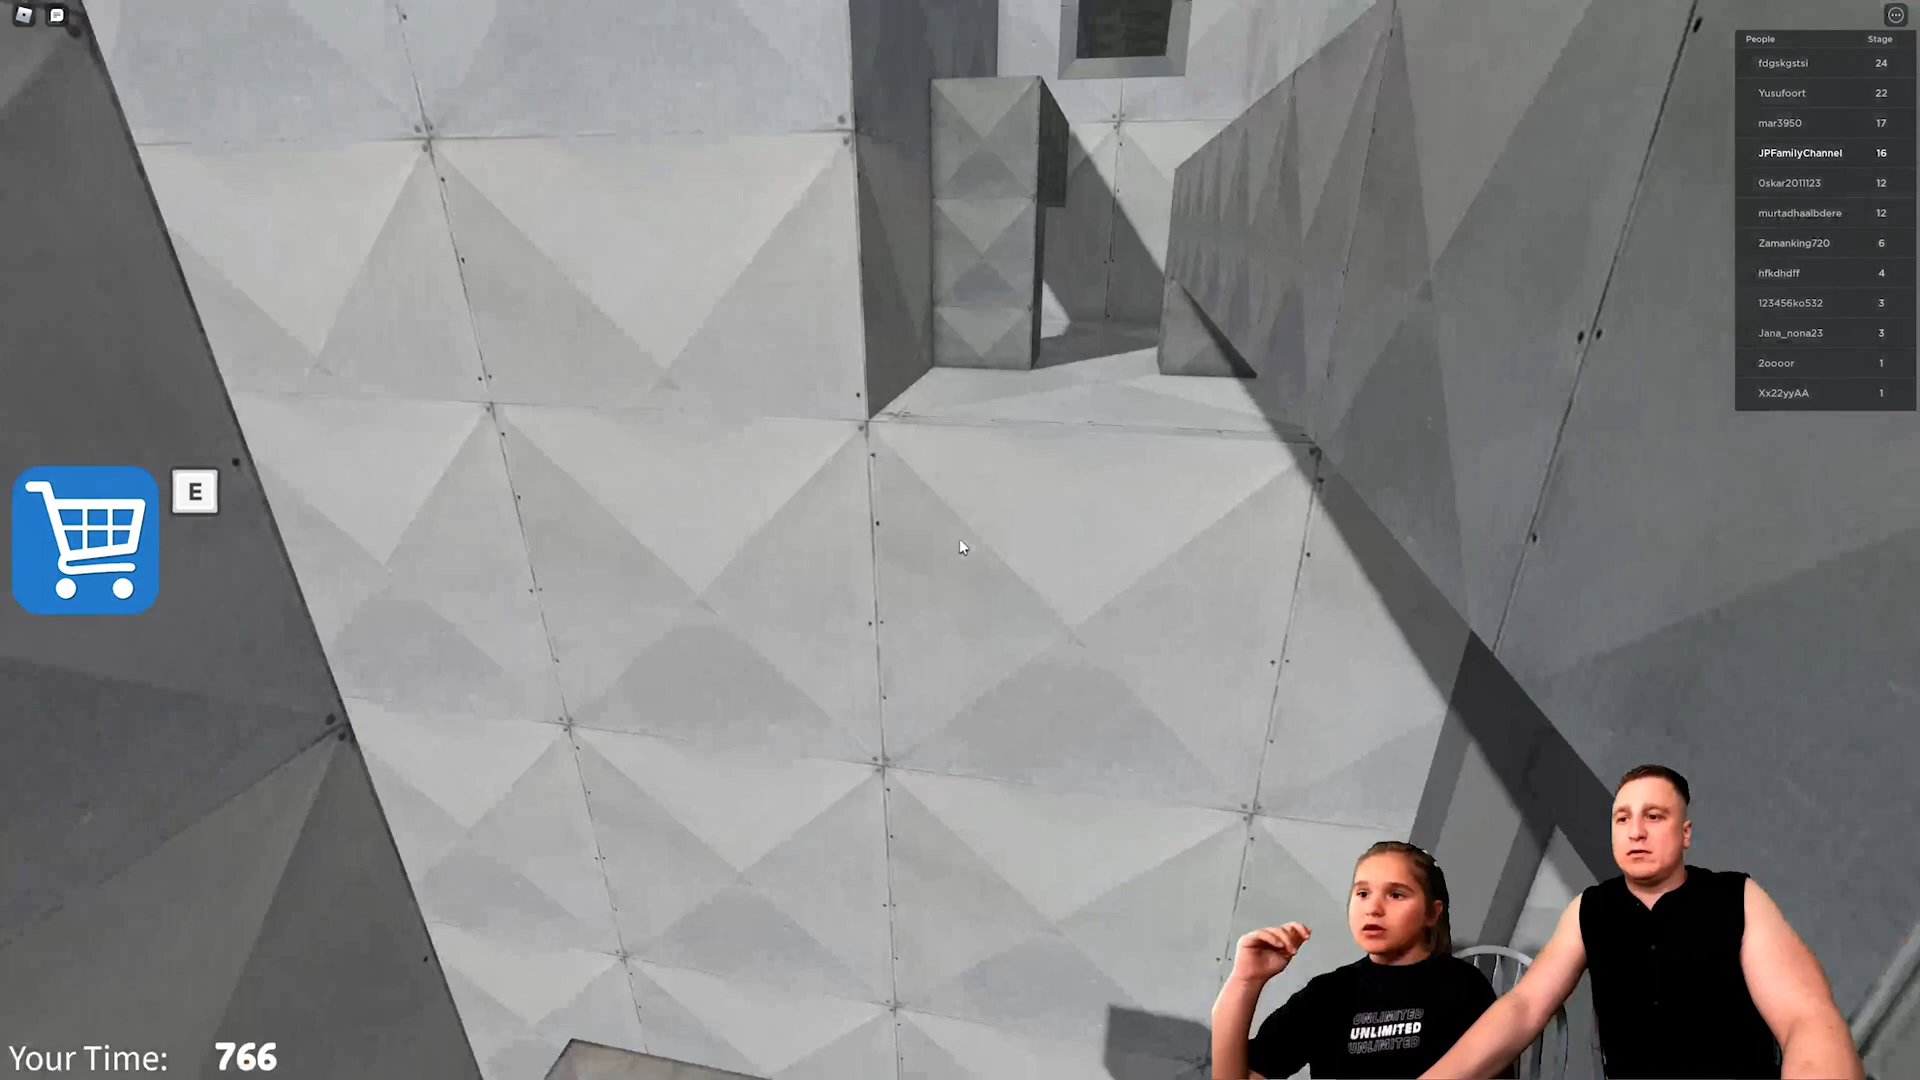 People Stage
fdgskgstsi 24
Yusufoort 22
mar3950 17
JPFamilyChannel 16
0skar2011123 12
murtadhaalbdere 12
Zamanking720 6
hfkdhdff 4
123456ko532 3
Jana_nona23 3
2oooor 1
Xx22yyAA 1
E
UNLIMITED
UNLIMITED
UNLIMITED
Your Time: 766